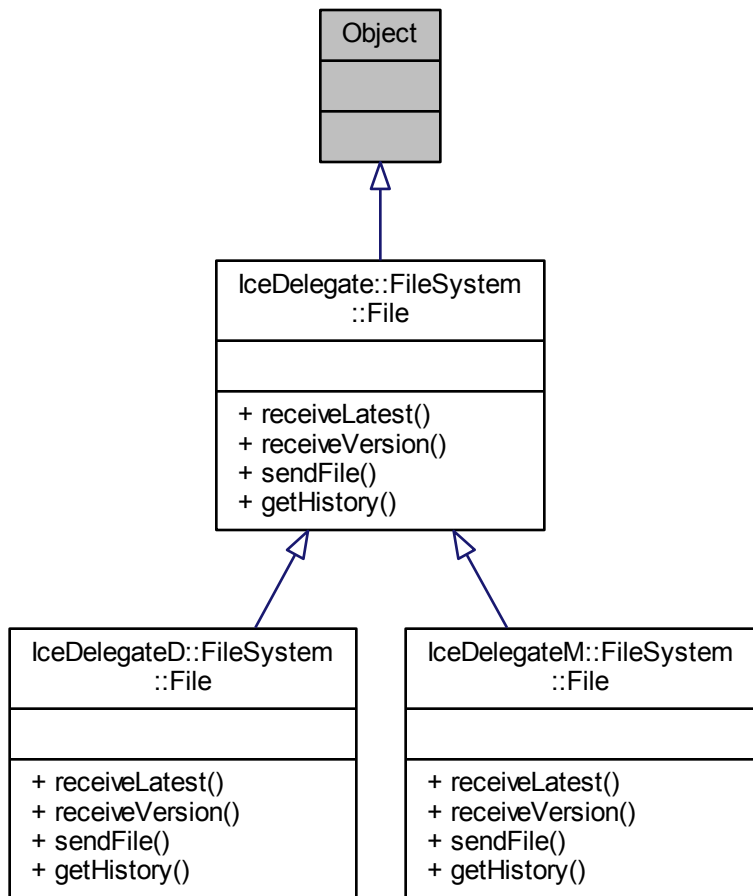 Object
IceDelegate::FileSystem
::File
+ receiveLatest()
+ receiveVersion()
+ sendFile()
+ getHistory()
IceDelegateD::FileSystem
::File
+ receiveLatest()
+ receiveVersion()
+ sendFile()
+ getHistory()
IceDelegateM::FileSystem
::File
+ receiveLatest()
+ receiveVersion()
+ sendFile()
+ getHistory()